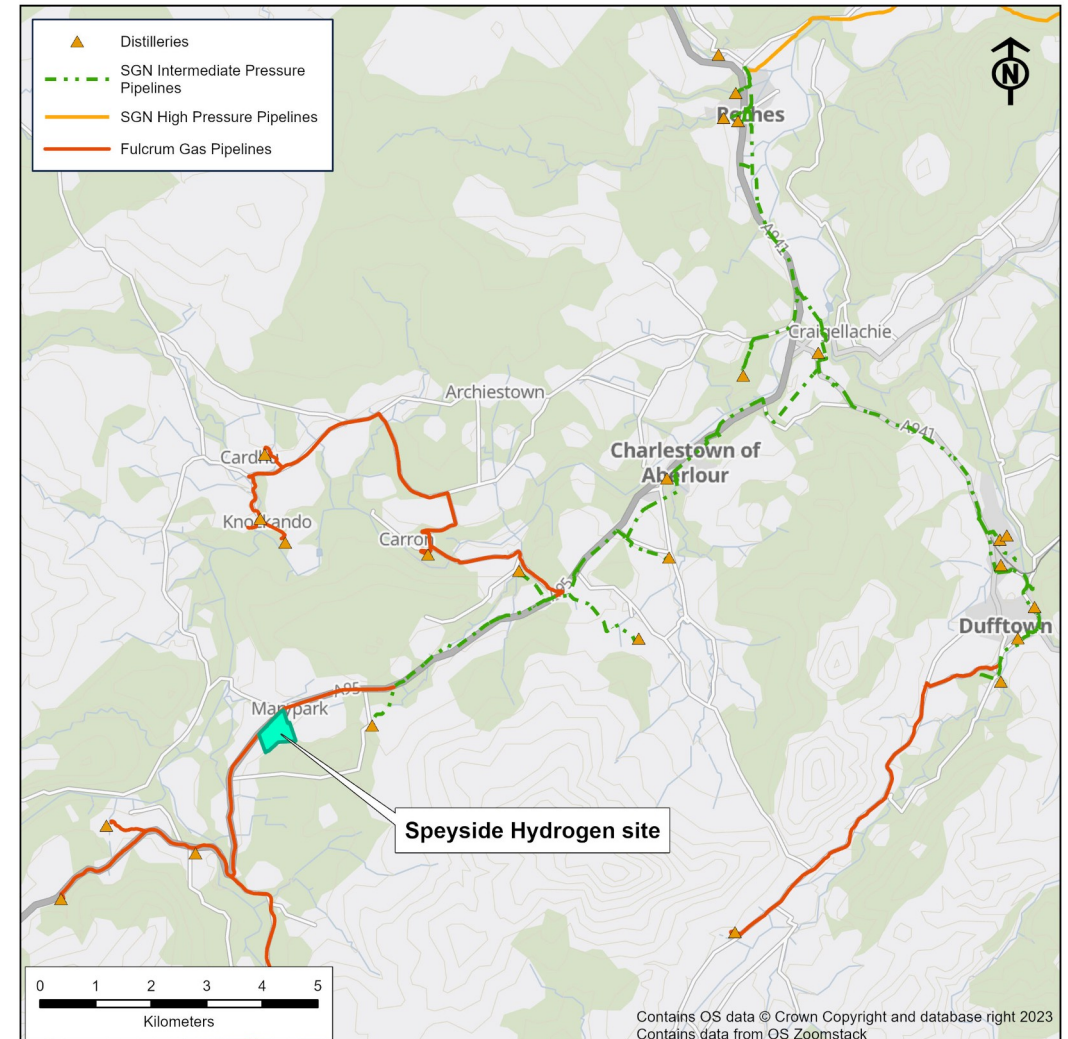 Distilleries
SGN Intermediate Pressure
Pipelines
SGN High Pressure Pipelines
Fulcrum Gas Pipelines
N
Rothes
A941
Craigellachie
Archiestown
A941
Charlestown of
Aberlour
Cardhu
Knockando
Carron
A95
Dufftown
A95
Marypark
Speyside Hydrogen site
0 1 2 3 4 5
Kilometers
Contains OS data © Crown Copyright and database right 2023
Contains data from OS Zoomstack